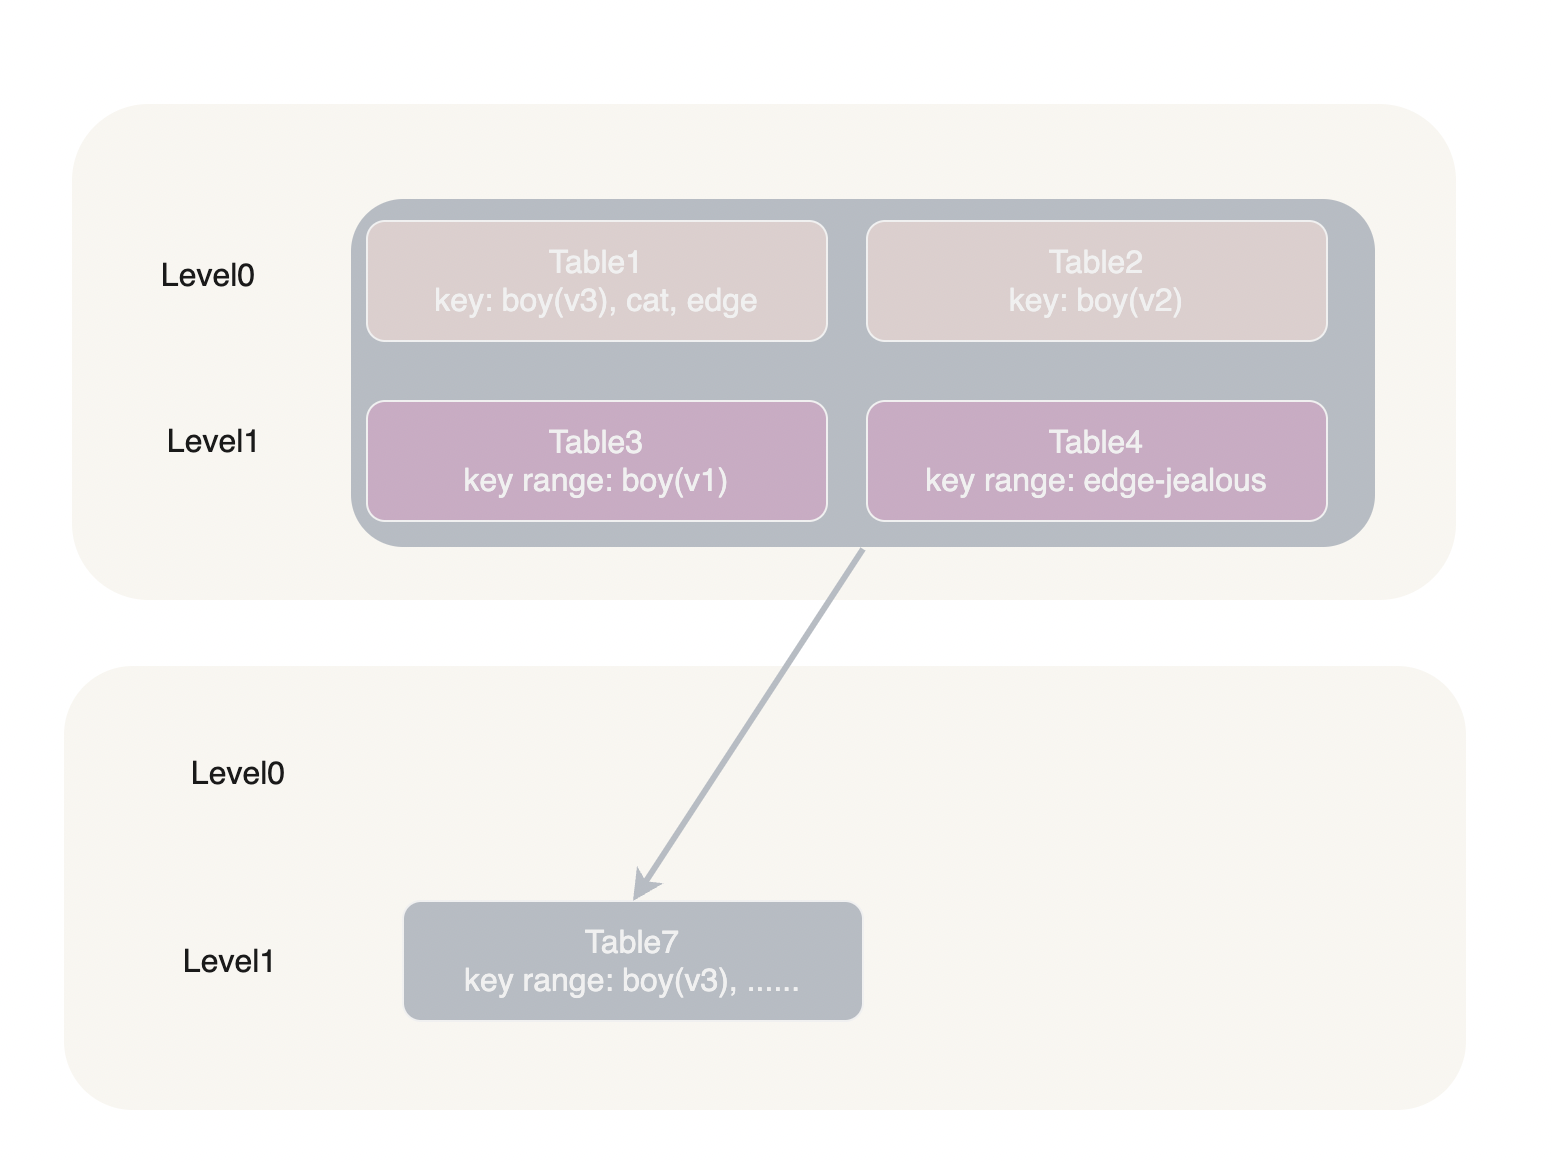 Level0
Table1
key: boy(v3), cat, edge
Table2
key: boy(v2)
Level1
Table3
key range: boy(v1)
Table4
key range: edge-jealous
Level0
Level1
Table7
key range: boy(v3), ......